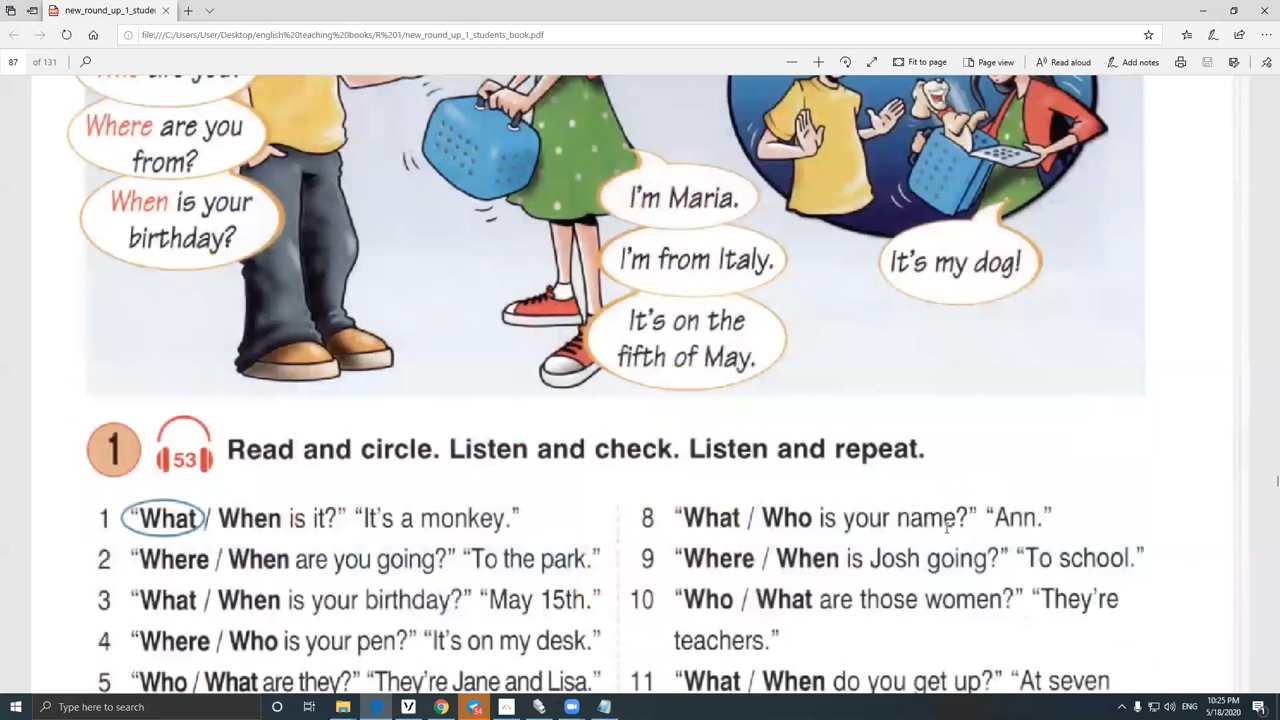 new_round_up_1_studer
file:///C:/Users/User/Desktop/english%20teaching%20books/R%201/new_round_up_1_students_book.pdf
87 of 131
Fit to page
Page view
Read aloud
Add notes
Where are you
from?
When is your
birthday?
I'm Maria.
I'm from Italy.
It's on the
fifth of May.
It's my dog!
1 53 Read and circle. Listen and check. Listen and repeat.
1 "What / When is it?" "It's a monkey."
2 "Where / When are you going?" "To the park."
3 "What / When is your birthday?" "May 15th."
4 "Where / Who is your pen?" "It's on my desk."
5 "Who / What are they?" "They're Jane and Lisa."
8 "What / Who is your name?" "Ann."
9 "Where / When is Josh going?" "To school."
10 "Who / What are those women?" "They're
teachers."
11 "What / When do you get up?" "At seven
Type here to search
ENG
10:25 PM
5/18/2020